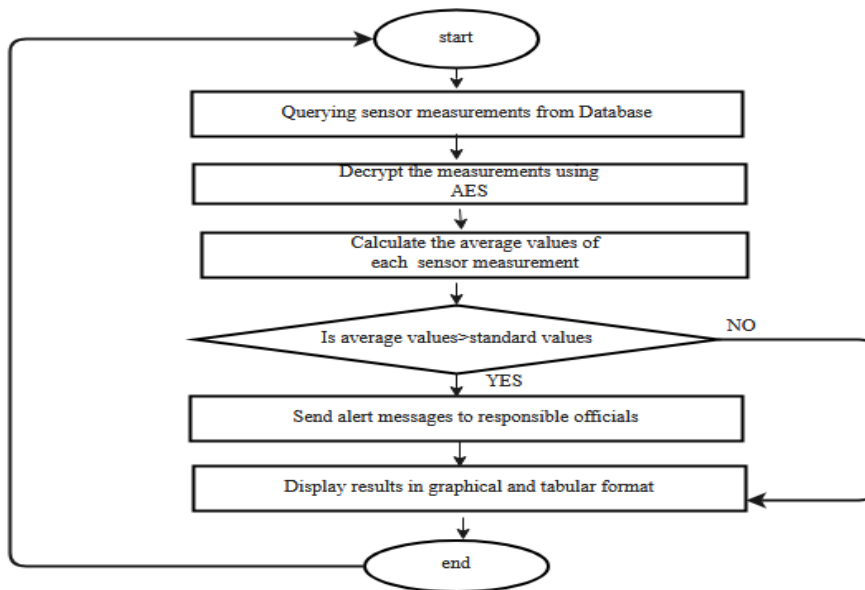 start
Querying sensor measurements from Database
Decrypt the measurements using
AES
Calculate the average values of
each sensor measurement
Is average values>standard values
NO
YES
Send alert messages to responsible officials
Display results in graphical and tabular format
end